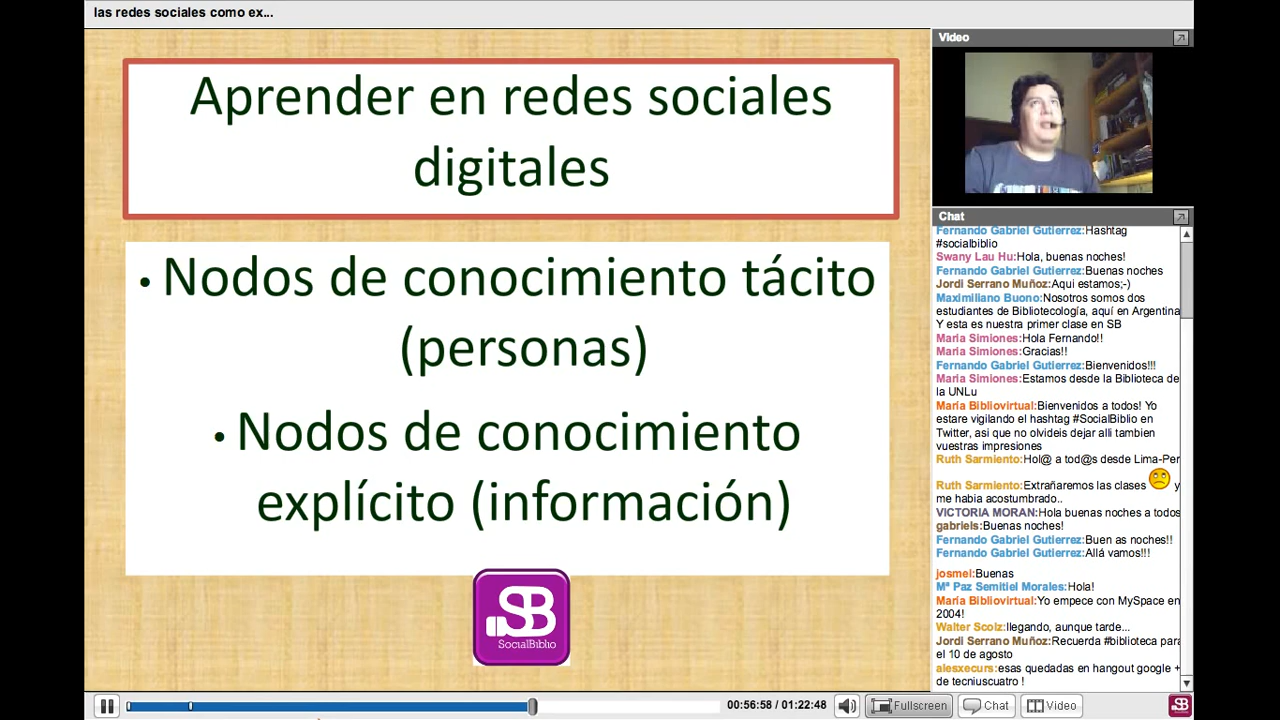 las redes sociales como ex...
Aprender en redes sociales
digitales
• Nodos de conocimiento tácito
(personas)
• Nodos de conocimiento
explícito (información)
SB
SocialBiblio
Video
Chat
Fernando Gabriel Gutierrez:Hashtag
#socialbiblio
Swany Lau Hu:Hola, buenas noches!
Fernando Gabriel Gutierrez:Buenas noches
Jordi Serrano Muñoz:Aqui estamos;-)
Maximiliano Buono:Nosotros somos dos
estudiantes de Bibliotecología, aquí en Argentina
Y esta es nuestra primer clase en SB
Maria Simiones:Hola Fernando!!
Maria Simiones:Gracias!!
Fernando Gabriel Gutierrez:Bienvenidos!!!
Maria Simiones:Estamos desde la Biblioteca de
la UNLu
María Bibliovirtual:Bienvenidos a todos! Yo
estare vigilando el hashtag #SocialBiblio en
Twitter, asi que no olvideis dejar alli tambien
vuestras impresiones
Ruth Sarmiento:Hol@ a tod@s desde Lima-Per
Ruth Sarmiento:Extrañaremos las clases y
me habia acostumbrado..
VICTORIA MORAN:Hola buenas noches a todos
gabriels:Buenas noches!
Fernando Gabriel Gutierrez:Buen as noches!!
Fernando Gabriel Gutierrez:Allá vamos!!!
josmel:Buenas
Mª Paz Semitiel Morales:Hola!
María Bibliovirtual:Yo empece con MySpace en
2004!
Walter Scolz:llegando, aunque tarde...
Jordi Serrano Muñoz:Recuerda #biblioteca para
el 10 de agosto
alesxecurs:esas quedadas en hangout google +
de tecniuscuatro !
00:56:58 / 01:22:48
Fullscreen
Chat
Video
SB